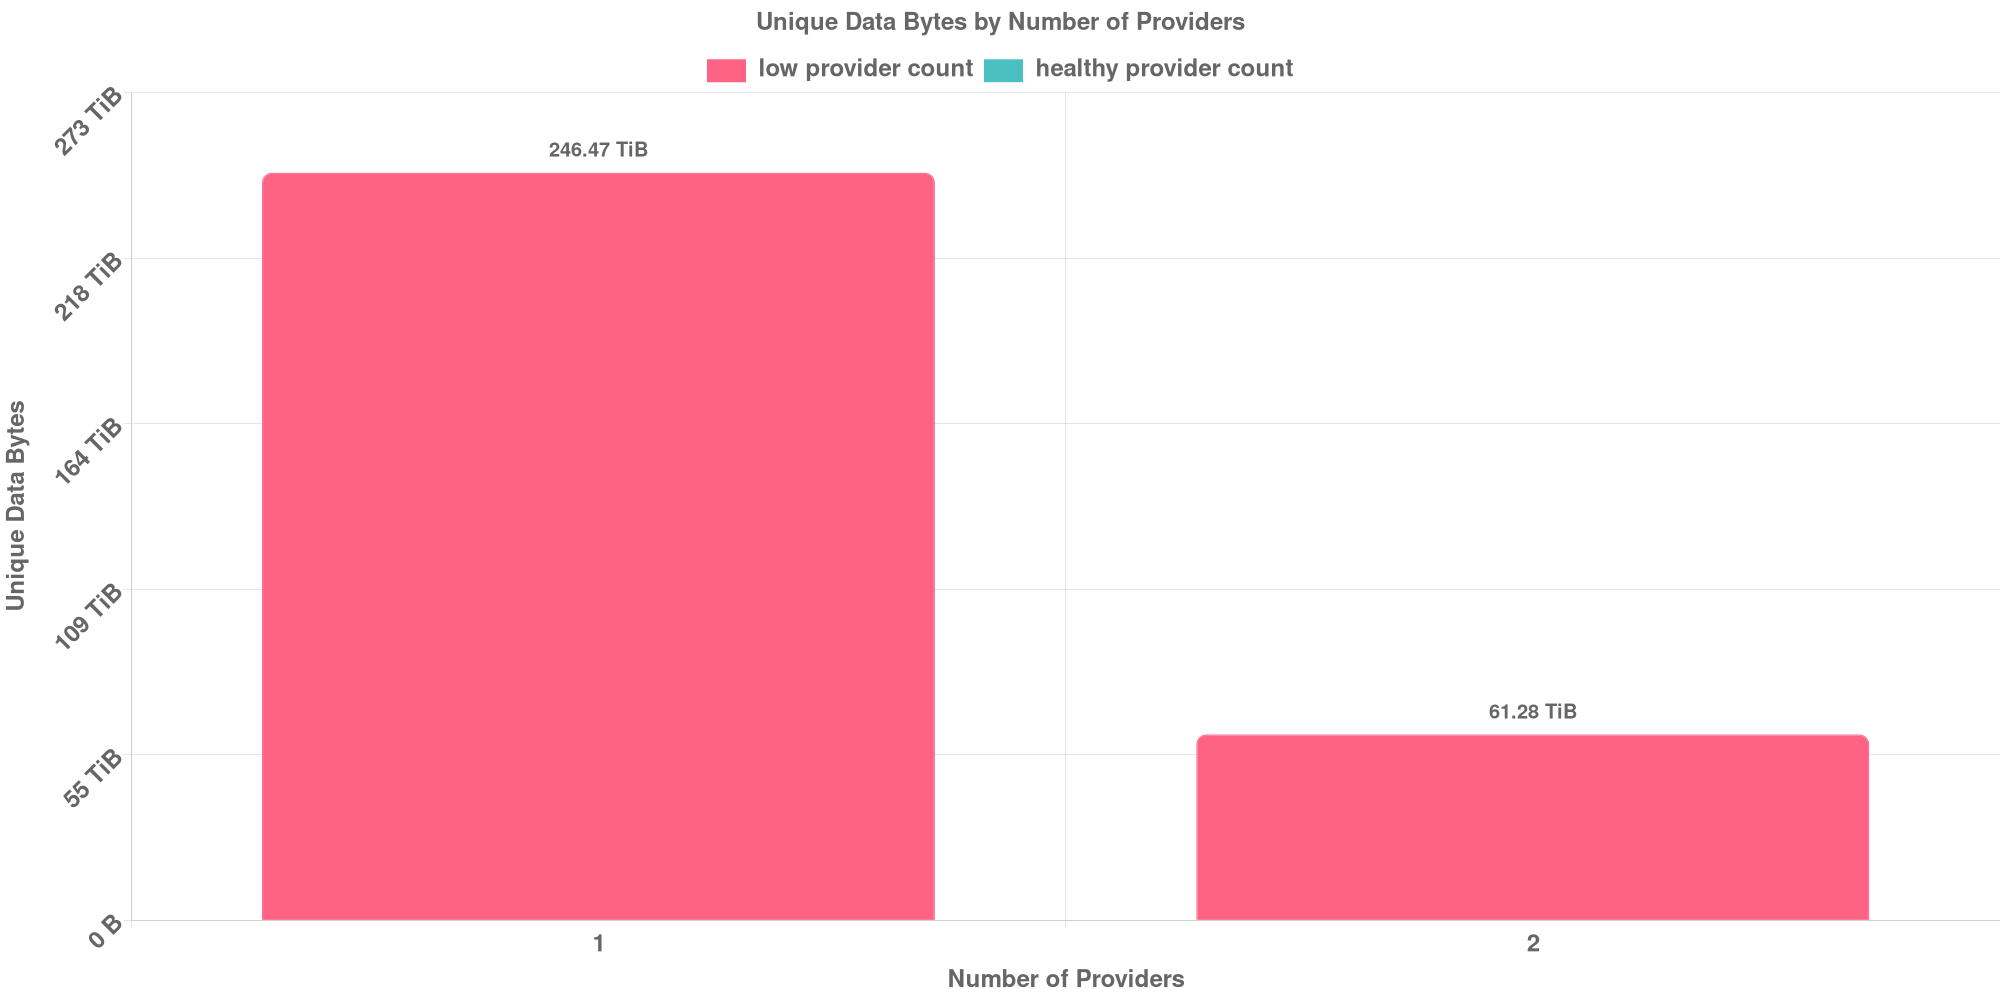 Unique Data Bytes by Number of Providers
low provider count healthy provider count
273 TiB
218 TiB
164 TiB
109 TiB
55 TiB
0 B
Unique Data Bytes
246.47 TiB
61.28 TiB
1 2
Number of Providers